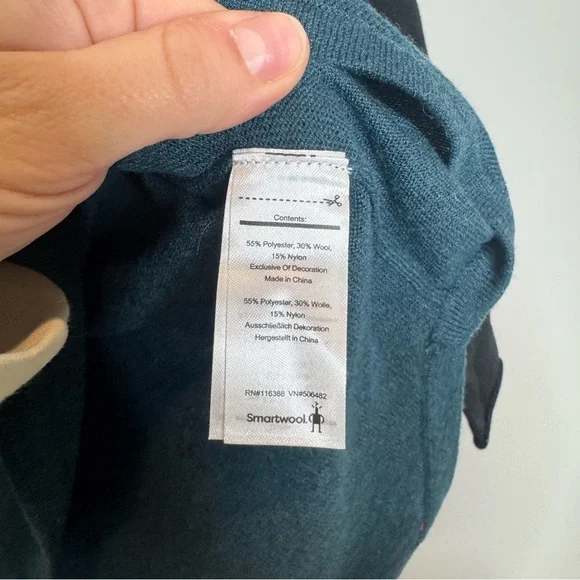 Contents:
55% Polyester, 30% Wool,
15% Nylon
Exclusive Of Decoration
Made in China
55% Polyester, 30% Wolle,
15% Nylon
Ausschließlich Dekoration
Hergestellt in China
RN#116388 VN#506482
Smartwool.